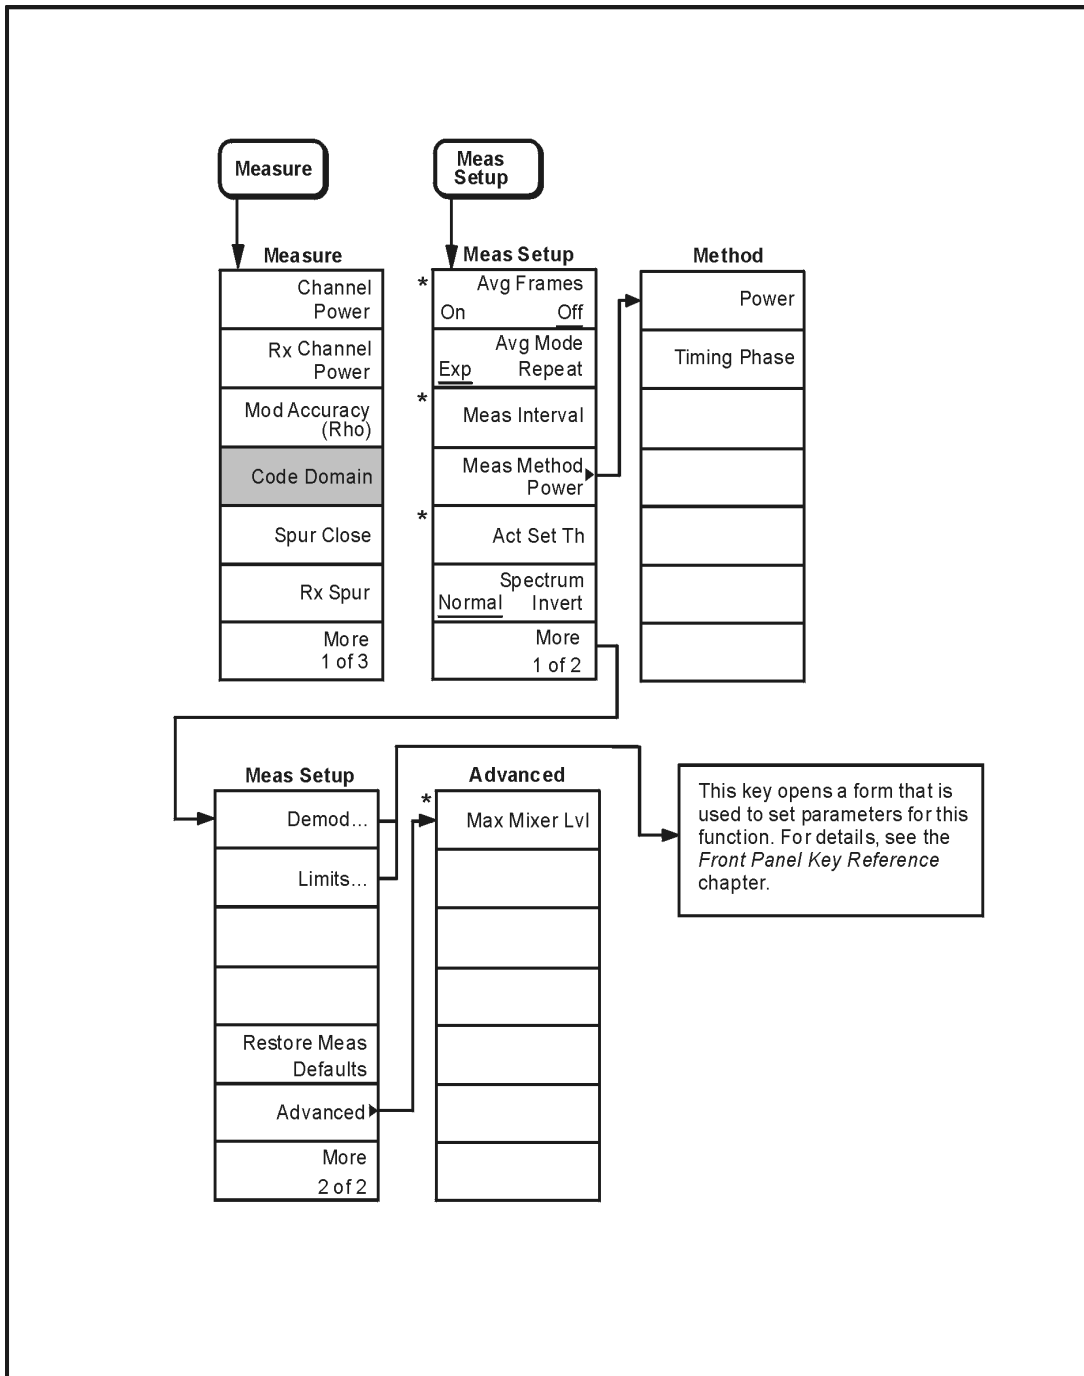 Measure
Meas
Setup
Measure
Channel
Power
Rx Channel
Power
Mod Accuracy
(Rho)
Code Domain
Spur Close
Rx Spur
More
1 of 3
Meas Setup
* Avg Frames
On Off
Avg Mode
Exp Repeat
* Meas Interval
Meas Method
Power
* Act Set Th
Spectrum
Normal Invert
More
1 of 2
Method
Power
Timing Phase
Meas Setup
Demod...
Limits...
Restore Meas
Defaults
Advanced
More
2 of 2
Advanced
* Max Mixer Lvl
This key opens a form that is
used to set parameters for this
function. For details, see the
Front Panel Key Reference
chapter.